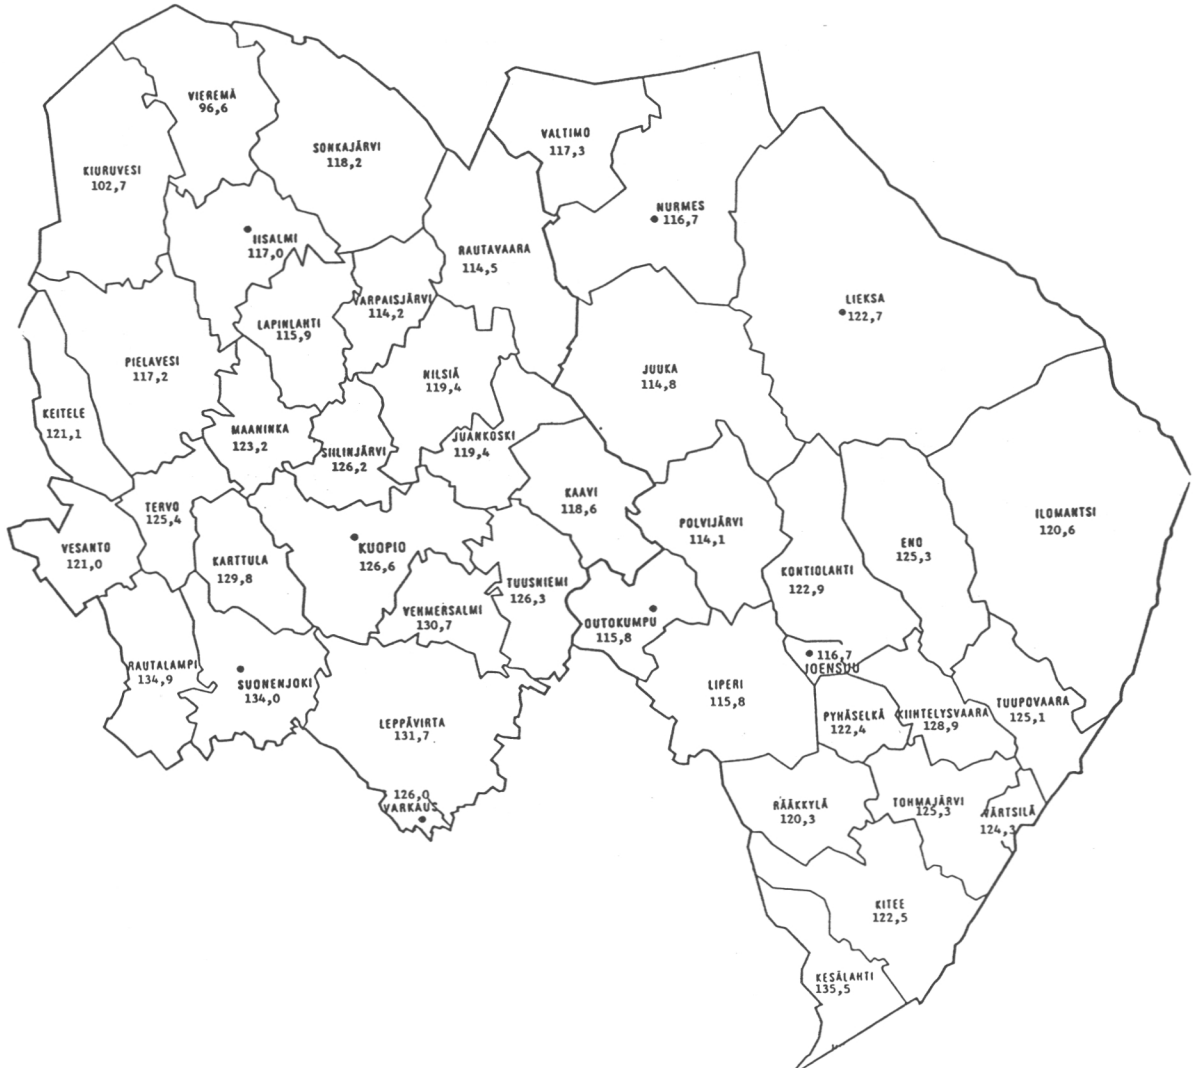 VIEREMÄ
96,6
SONKAJÄRVI
118,2
VALTIMO
117,3
KIURUVESI
102,7
NURMES
116,7
IISALMI
117,0
RAUTAVAARA
114,5
VARPAISJÄRVI
114,2
LIEKSA
122,7
LAPINLAHTI
115,9
PIELAVESI
117,2
NILSIÄ
119,4
JUUKA
114,8
KEITELE
121,1
MAANINKA
123,2
SIILINJÄRVI
126,2
JUANKOSKI
119,4
KAAVI
118,6
TERVO
125,4
POLVIJÄRVI
114,1
ILOMANTSI
120,6
VESANTO
121,0
KARTTULA
129,8
KUOPIO
126,6
ENO
125,3
TUUSNIEMI
126,3
KONTIOLAHTI
122,9
VEHMERSALMI
130,7
OUTOKUMPU
115,8
116,7
JOENSUU
RAUTALAMPI
134,9
SUONENJOKI
134,0
LIPERI
115,8
TUUPOVAARA
125,1
LEPPÄVIRTA
131,7
PYHÄSELKÄ
122,4
KIIHTELYSVAARA
128,9
126,0
VARKAUS
RÄÄKKYLÄ
120,3
TOHMAJÄRVI
125,3
VÄRTSILÄ
124,3
KITEE
122,5
KESÄLAHTI
135,5